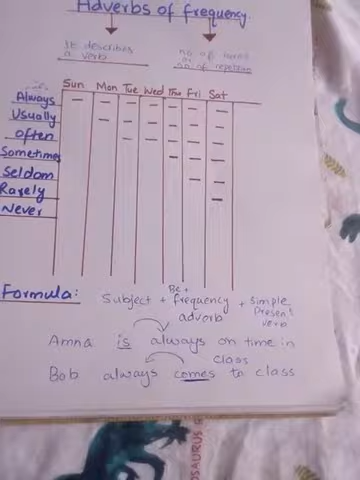 Adverbs of frequency.
It describes
a verb
no of times
or
no of repetition
Sun Mon Tue Wed Thu Fri Sat
Always
Usually
often
Sometimes
Seldom
Rarely
Never
Formula:
Subject + Be + frequency adverb + Simple Present verb
Amna is always on time in
class
Bob always comes to class
OSAURUS R